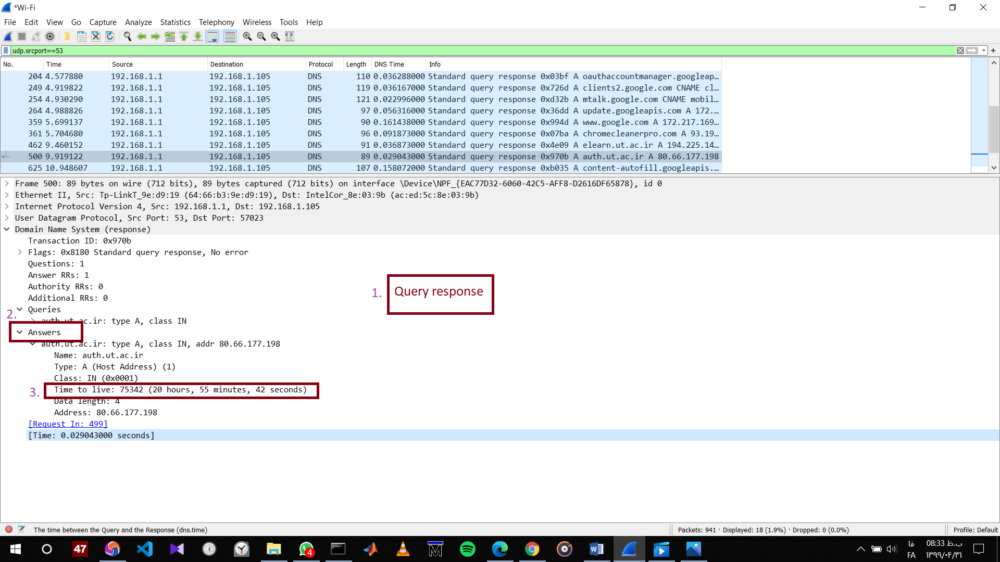 *Wi-Fi
File Edit View Go Capture Analyze Statistics Telephony Wireless Tools Help
udp.srcport==53
No. Time Source Destination Protocol Length DNS Time Info
204 4.577880 192.168.1.1 192.168.1.105 DNS 110 0.036288000 Standard query response 0x03bf A oauthaccountmanager.googleap…
249 4.919822 192.168.1.1 192.168.1.105 DNS 119 0.036167000 Standard query response 0x726d A clients2.google.com CNAME cl…
254 4.930290 192.168.1.1 192.168.1.105 DNS 121 0.022996000 Standard query response 0xd32b A mtalk.google.com CNAME mobil…
264 4.988826 192.168.1.1 192.168.1.105 DNS 97 0.056316000 Standard query response 0x36dd A update.googleapis.com A 172.…
359 5.699137 192.168.1.1 192.168.1.105 DNS 90 0.161438000 Standard query response 0x994d A www.google.com A 172.217.169…
361 5.704680 192.168.1.1 192.168.1.105 DNS 96 0.091873000 Standard query response 0x07ba A chromecleanerpro.com A 93.19…
462 9.460152 192.168.1.1 192.168.1.105 DNS 91 0.036873000 Standard query response 0x4e09 A elearn.ut.ac.ir A 194.225.14…
500 9.919122 192.168.1.1 192.168.1.105 DNS 89 0.029043000 Standard query response 0x970b A auth.ut.ac.ir A 80.66.177.198
625 10.948607 192.168.1.1 192.168.1.105 DNS 107 0.158072000 Standard query response 0xb035 A content-autofill.googleapis.…
Frame 500: 89 bytes on wire (712 bits), 89 bytes captured (712 bits) on interface \Device\NPF_{EAC77D32-6060-42C5-AFF8-D2616DF65878}, id 0
Ethernet II, Src: Tp-LinkT_9e:d9:19 (64:66:b3:9e:d9:19), Dst: IntelCor_8e:03:9b (ac:ed:5c:8e:03:9b)
Internet Protocol Version 4, Src: 192.168.1.1, Dst: 192.168.1.105
User Datagram Protocol, Src Port: 53, Dst Port: 57023
Domain Name System (response)
Transaction ID: 0x970b
Flags: 0x8180 Standard query response, No error
Questions: 1
Answer RRs: 1
Authority RRs: 0
1. Query response
Additional RRs: 0
Queries
2.
auth.ut.ac.ir: type A, class IN
Answers
auth.ut.ac.ir: type A, class IN, addr 80.66.177.198
Name: auth.ut.ac.ir
Type: A (Host Address) (1)
Class: IN (0x0001)
3. Time to live: 75342 (20 hours, 55 minutes, 42 seconds)
Data length: 4
Address: 80.66.177.198
[Request In: 499]
[Time: 0.029043000 seconds]
The time between the Query and the Response (dns.time)
Packets: 941 · Displayed: 18 (1.9%) · Dropped: 0 (0.0%)
Profile: Default
47
4
فا
FA
08:33 ب.ظ
۱۳۹۹/۰۴/۳۱